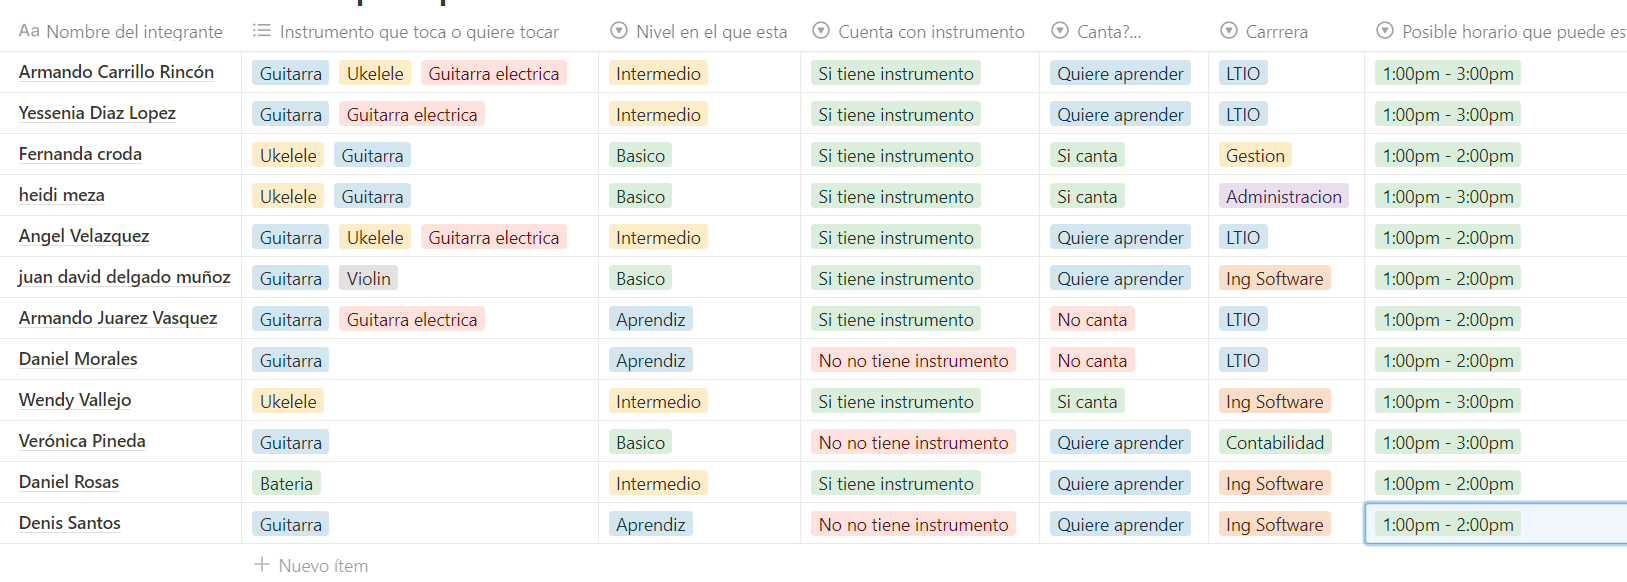 Aa Nombre del integrante Instrumento que toca o quiere tocar Nivel en el que esta Cuenta con instrumento Canta?... Carrrera Posible horario que puede es
Armando Carrillo Rincón Guitarra Ukelele Guitarra electrica Intermedio Si tiene instrumento Quiere aprender LTIO 1:00pm - 3:00pm
Yessenia Diaz Lopez Guitarra Guitarra electrica Intermedio Si tiene instrumento Quiere aprender LTIO 1:00pm - 3:00pm
Fernanda croda Ukelele Guitarra Basico Si tiene instrumento Si canta Gestion 1:00pm - 2:00pm
heidi meza Ukelele Guitarra Basico Si tiene instrumento Si canta Administracion 1:00pm - 3:00pm
Angel Velazquez Guitarra Ukelele Guitarra electrica Intermedio Si tiene instrumento Quiere aprender LTIO 1:00pm - 2:00pm
juan david delgado muñoz Guitarra Violin Basico Si tiene instrumento Quiere aprender Ing Software 1:00pm - 2:00pm
Armando Juarez Vasquez Guitarra Guitarra electrica Aprendiz Si tiene instrumento No canta LTIO 1:00pm - 2:00pm
Daniel Morales Guitarra Aprendiz No no tiene instrumento No canta LTIO 1:00pm - 2:00pm
Wendy Vallejo Ukelele Intermedio Si tiene instrumento Si canta Ing Software 1:00pm - 3:00pm
Verónica Pineda Guitarra Basico No no tiene instrumento Quiere aprender Contabilidad 1:00pm - 3:00pm
Daniel Rosas Bateria Intermedio Si tiene instrumento Quiere aprender Ing Software 1:00pm - 2:00pm
Denis Santos Guitarra Aprendiz No no tiene instrumento Quiere aprender Ing Software 1:00pm - 2:00pm
+ Nuevo ítem